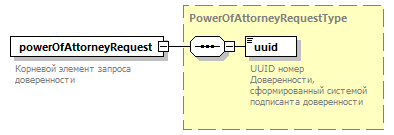 PowerOfAttorneyRequestType
powerOfAttorneyRequest
Корневой элемент запроса
доверенности
uuid
UUID номер
Доверенности,
сформированный системой
подписанта доверенности